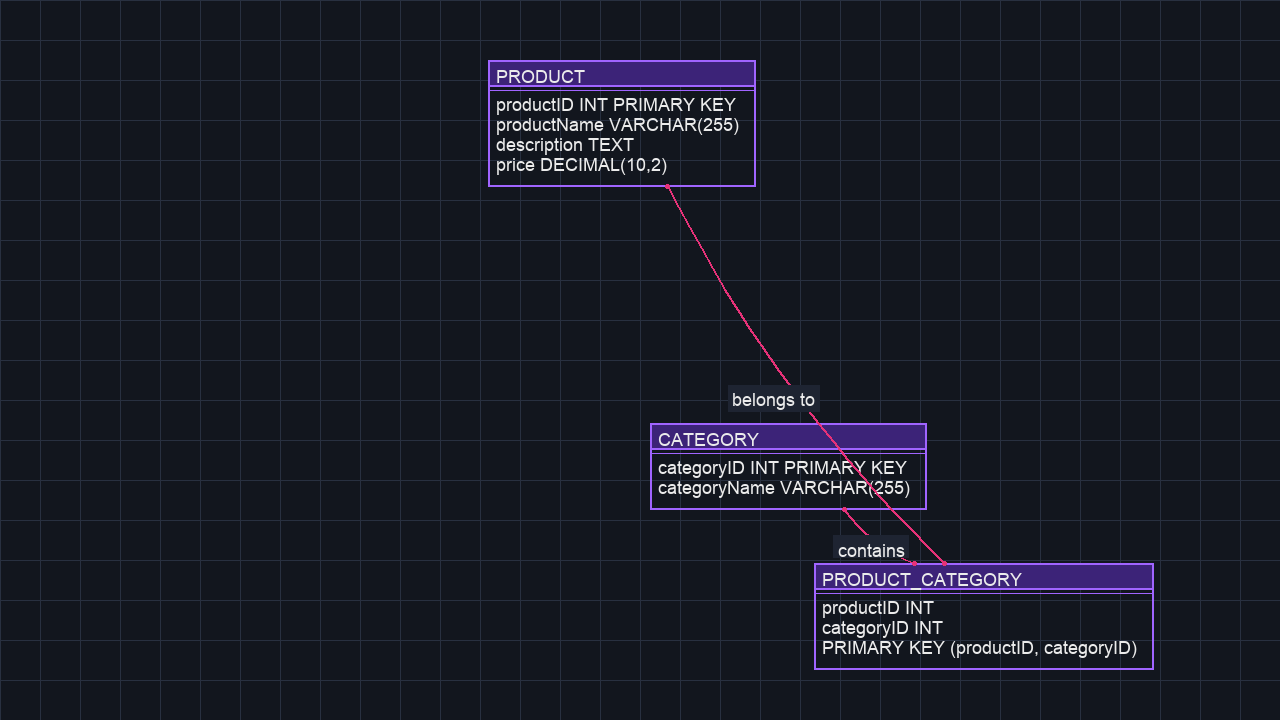 PRODUCT
productID INT PRIMARY KEY
productName VARCHAR(255)
description TEXT
price DECIMAL(10,2)
belongs to
CATEGORY
categoryID INT PRIMARY KEY
categoryName VARCHAR(255)
contains
PRODUCT_CATEGORY
productID INT
categoryID INT
PRIMARY KEY (productID, categoryID)